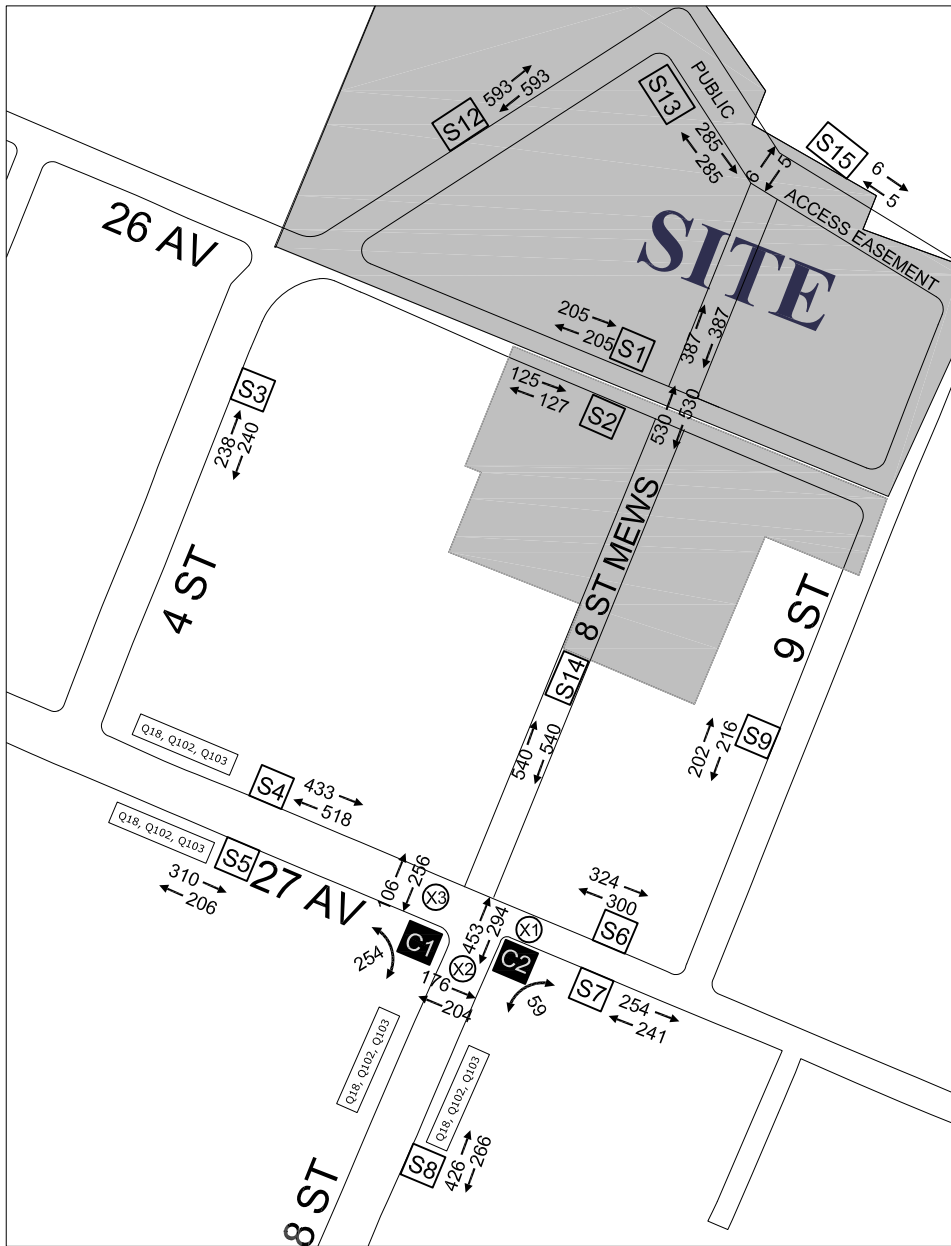 PUBLIC
S13
593
593
S12
S15
6
5
285
285
6
5
ACCESS EASEMENT
26 AV
SITE
205
205
S1
387
387
125
127
S2
530
530
S3
238
240
4 ST
8 ST MEWS
9 ST
S14
540
540
S9
202
216
Q18, Q102, Q103
S4
433
518
Q18, Q102, Q103
S5
310
206
27 AV
106
256
X3
324
300
S6
453
294
X1
C1
254
X2
C2
176
204
59
S7
254
241
Q18, Q102, Q103
Q18, Q102, Q103
S8
426
266
8 ST